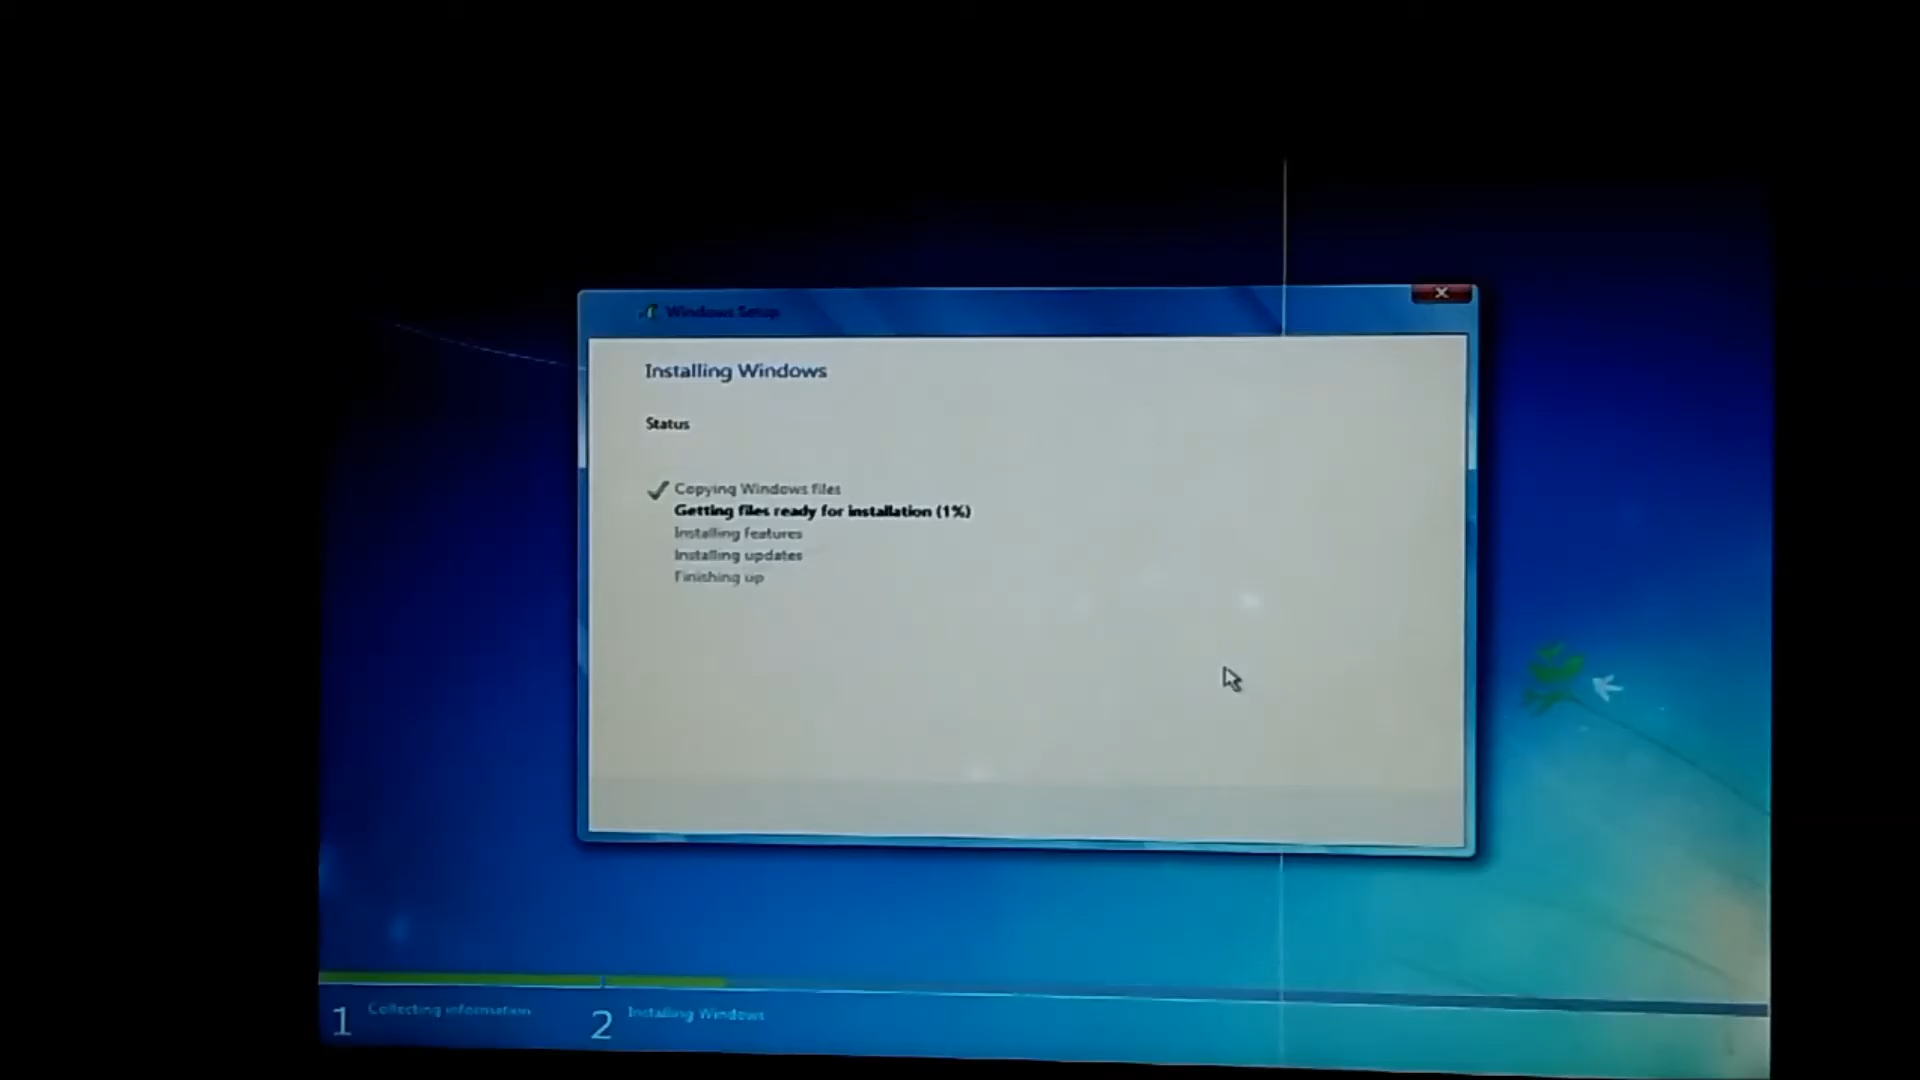 Windows Setup
Installing Windows
Status
Copying Windows files
Getting files ready for installation (1%)
Installing features
Installing updates
Finishing up
1 Collecting information
2 Installing Windows